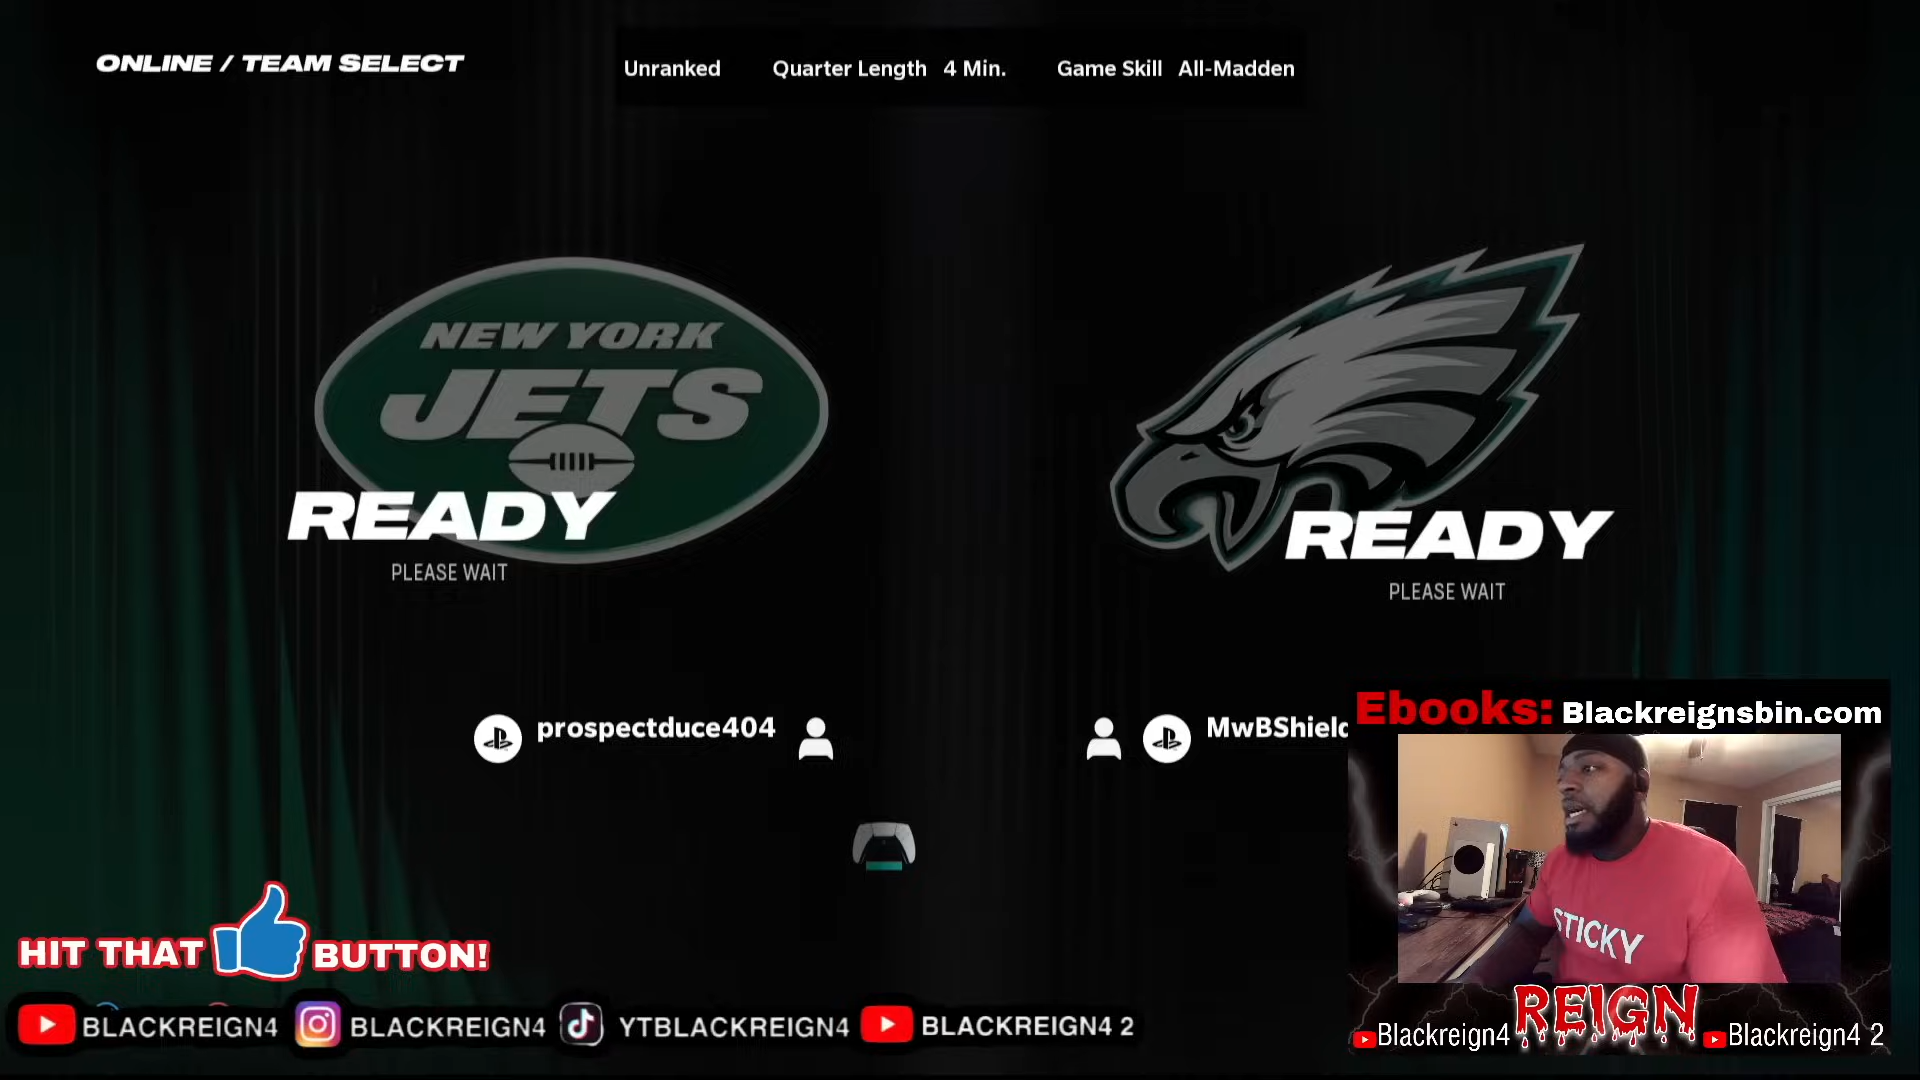 ONLINE / TEAM SELECT
Unranked Quarter Length 4 Min. Game Skill All-Madden
NEW YORK
JETS
READY
PLEASE WAIT
READY
PLEASE WAIT
prospectduce404
MwBShield
Ebooks: Blackreignsbin.com
STICKY
HIT THAT BUTTON!
BLACKREIGN4 BLACKREIGN4 YTBLACKREIGN4 BLACKREIGN4 2
REIGN
Blackreign4 Blackreign4 2